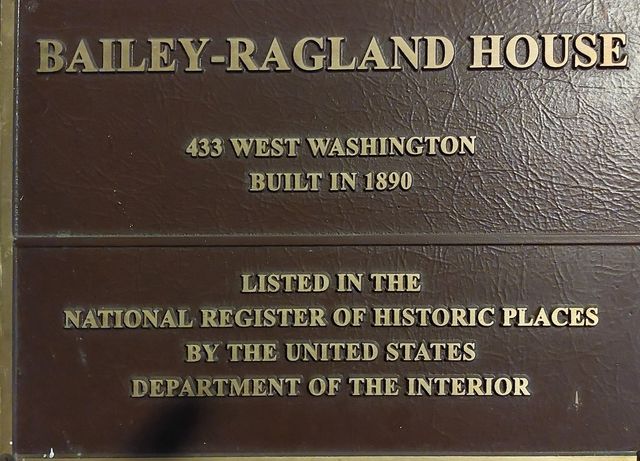 BAILEY-RAGLAND HOUSE
433 WEST WASHINGTON
BUILT IN 1890
LISTED IN THE
NATIONAL REGISTER OF HISTORIC PLACES
BY THE UNITED STATES
DEPARTMENT OF THE INTERIOR